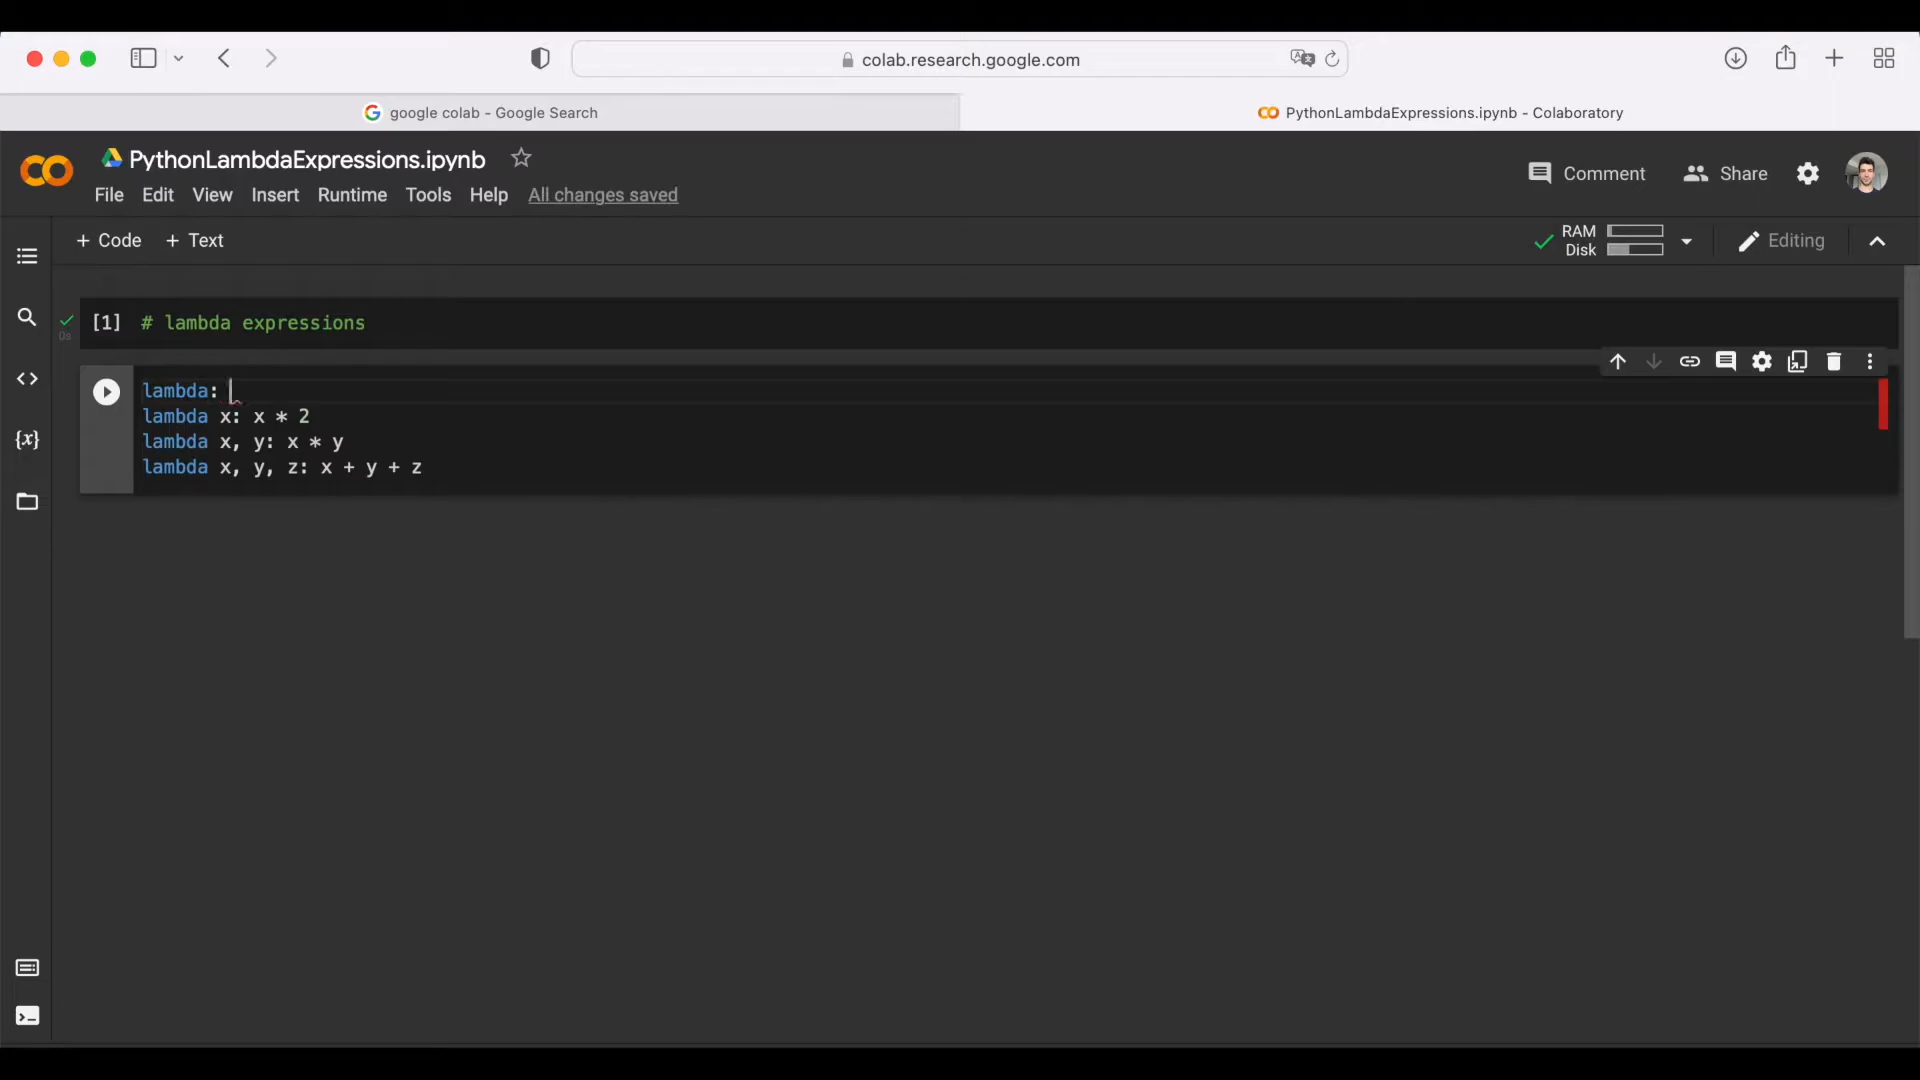 colab.research.google.com
google colab - Google Search
PythonLambdaExpressions.ipynb - Colaboratory
PythonLambdaExpressions.ipynb
Comment
Share
File Edit View Insert Runtime Tools Help All changes saved
+ Code + Text
RAM
Disk
Editing
[1] # lambda expressions
0s
lambda:
lambda x: x * 2
lambda x, y: x * y
lambda x, y, z: x + y + z
{x}